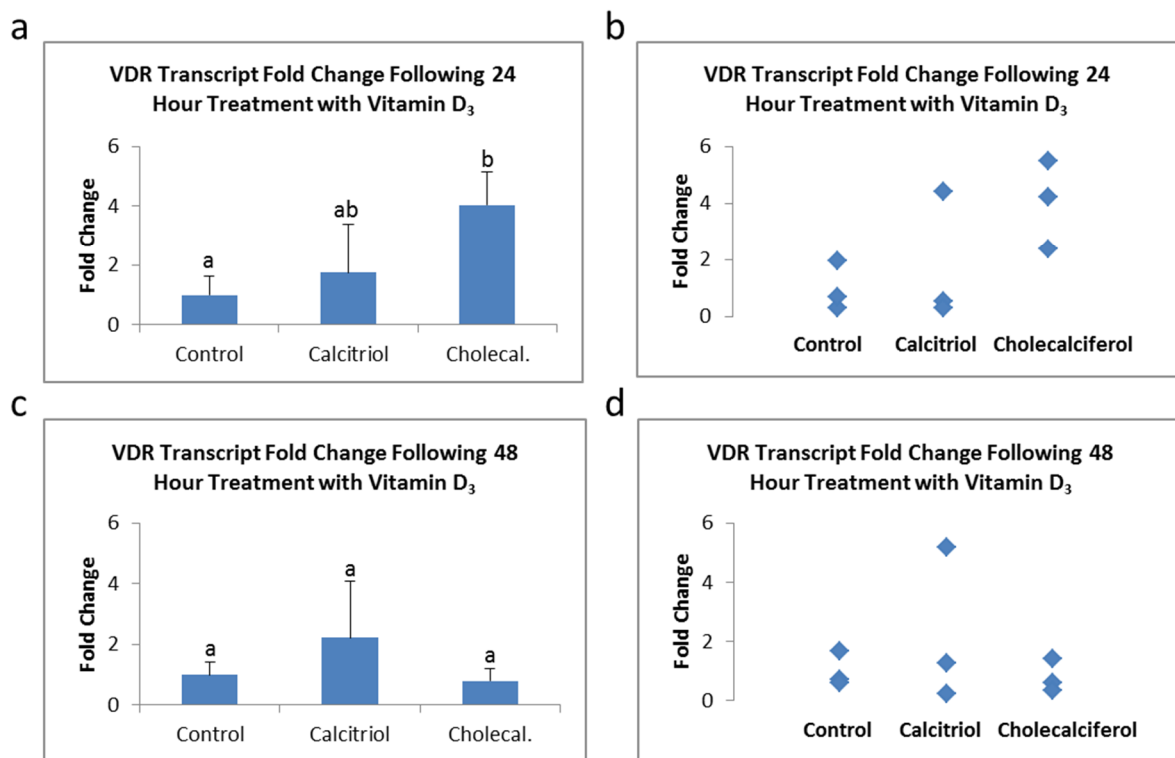 a
VDR Transcript Fold Change Following 24
Hour Treatment with Vitamin D₃
Fold Change
6
4
2
0
a
ab
b
Control
Calcitriol
Cholecal.
b
VDR Transcript Fold Change Following 24
Hour Treatment with Vitamin D₃
Fold Change
6
4
2
0
Control
Calcitriol
Cholecalciferol
c
VDR Transcript Fold Change Following 48
Hour Treatment with Vitamin D₃
Fold Change
6
4
2
0
a
a
a
Control
Calcitriol
Cholecal.
d
VDR Transcript Fold Change Following 48
Hour Treatment with Vitamin D₃
Fold Change
6
4
2
0
Control
Calcitriol
Cholecalciferol